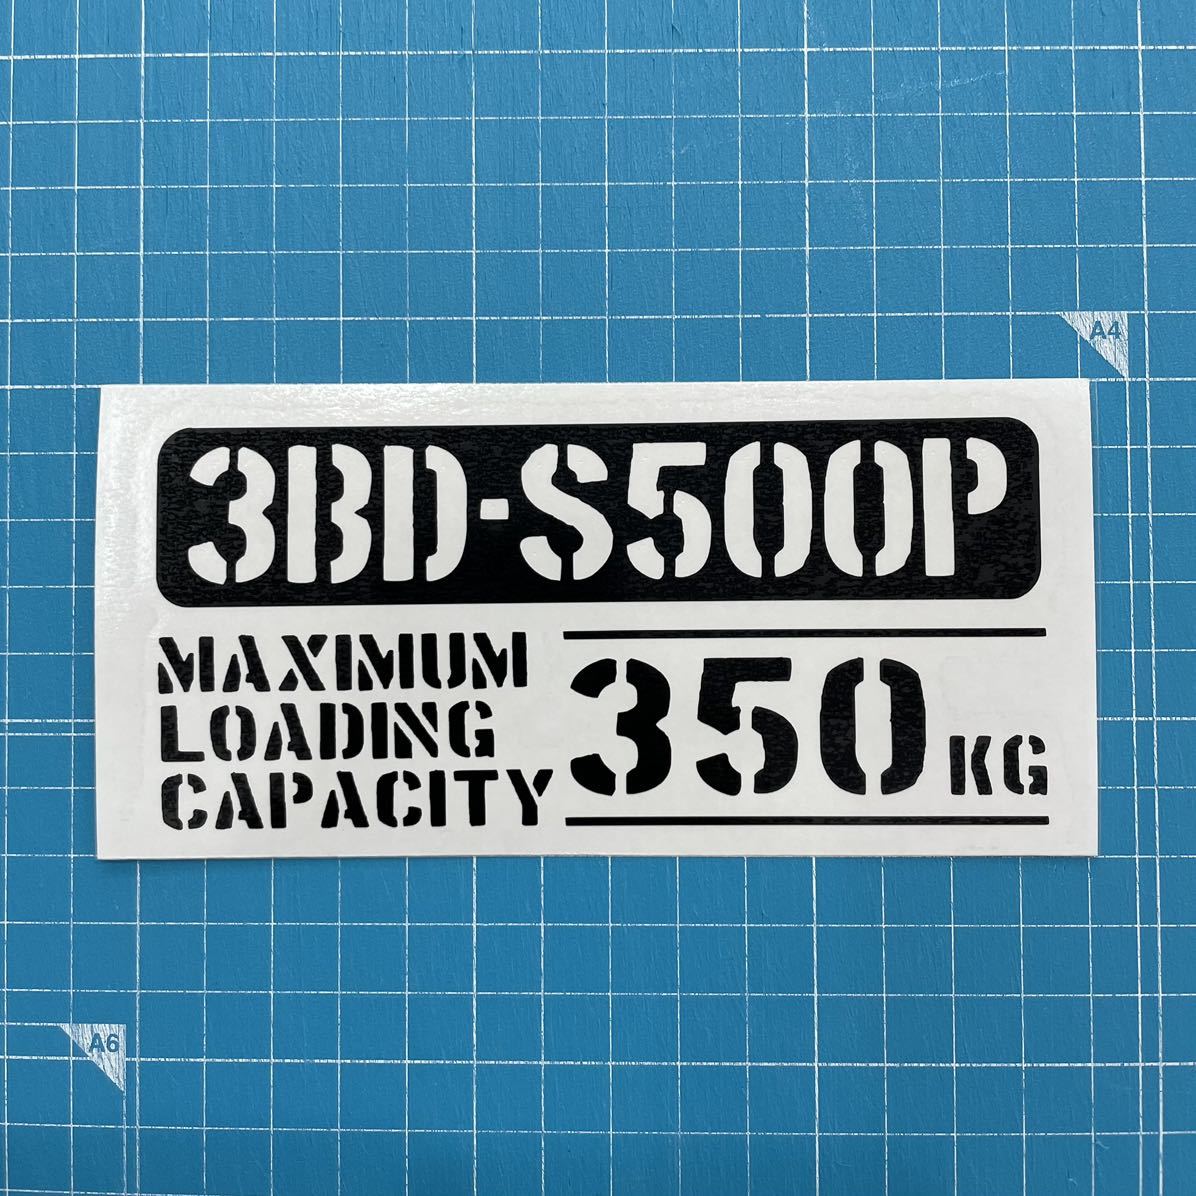 A4
3BD-S500P
MAXIMUM
LOADING
CAPACITY
350 KG
A6